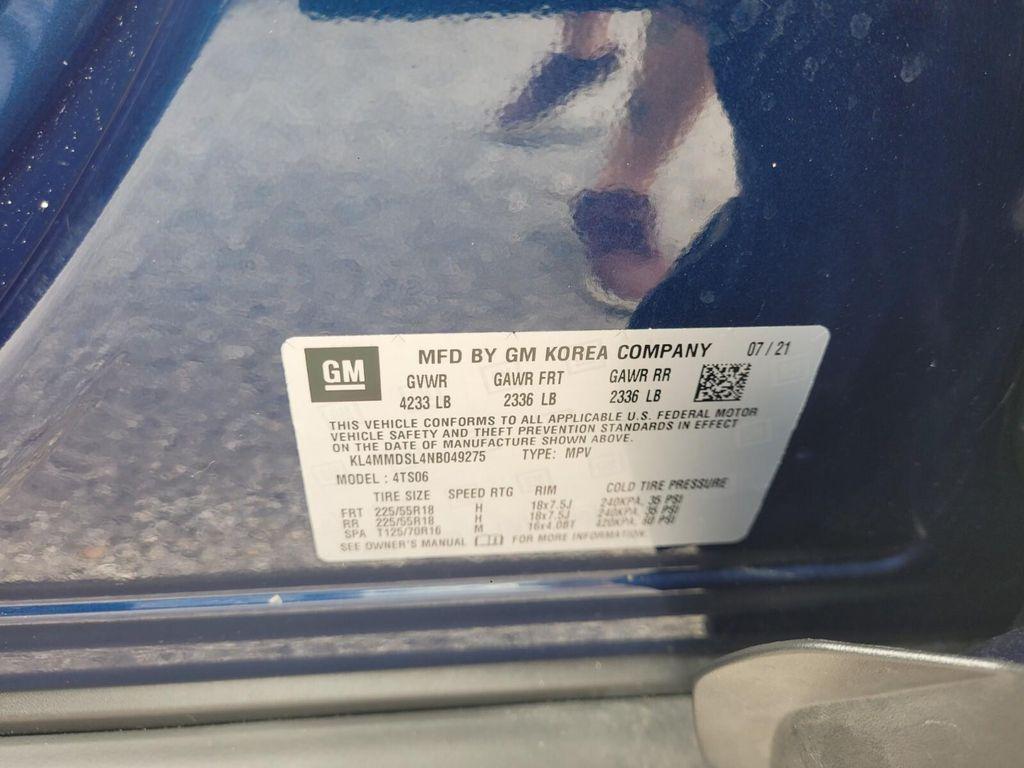 GM MFD BY GM KOREA COMPANY 07 / 21
GVWR GAWR FRT GAWR RR
4233 LB 2336 LB 2336 LB
THIS VEHICLE CONFORMS TO ALL APPLICABLE U.S. FEDERAL MOTOR
VEHICLE SAFETY AND THEFT PREVENTION STANDARDS IN EFFECT
ON THE DATE OF MANUFACTURE SHOWN ABOVE.
KL4MMDSL4NB049275 TYPE: MPV
MODEL : 4TS06
TIRE SIZE SPEED RTG RIM COLD TIRE PRESSURE
FRT 225/55R18 H 18x7.5J 240KPA, 35 PSI
RR 225/55R18 H 18x7.5J 240KPA, 35 PSI
SPA T125/70R16 M 16x4.0BT 420KPA, 60 PSI
SEE OWNER'S MANUAL FOR MORE INFORMATION.